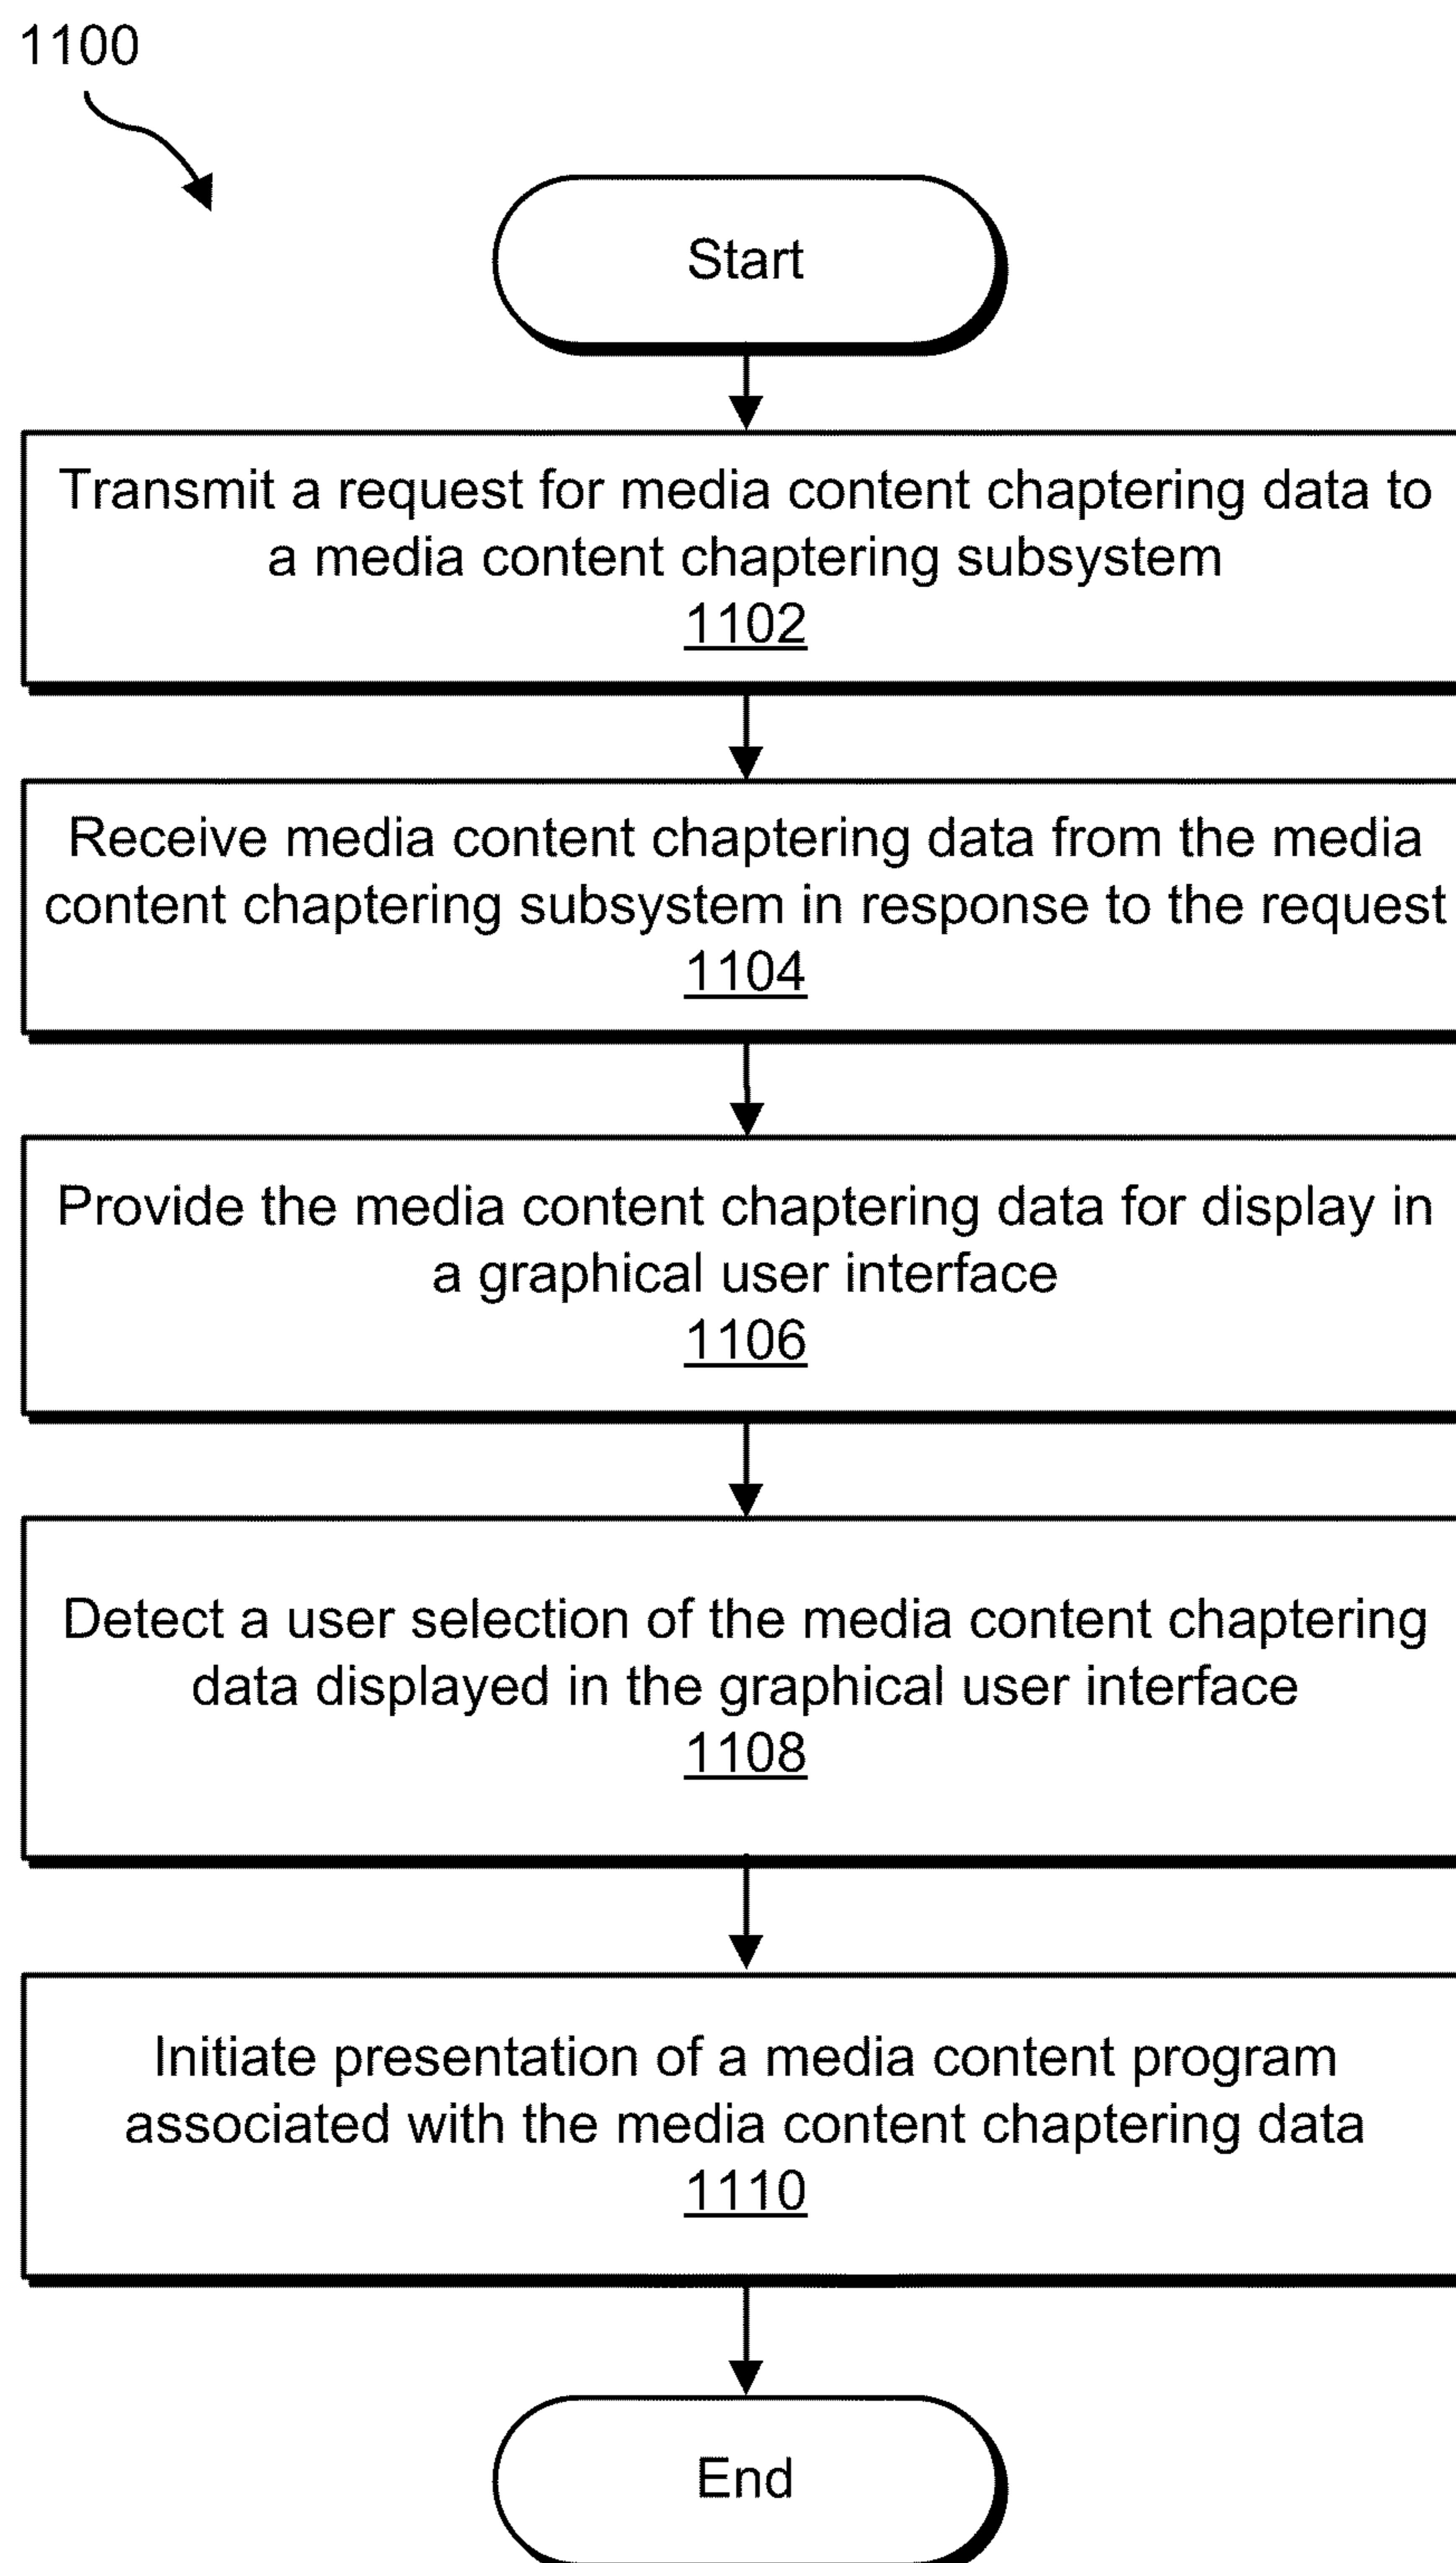 1100
Start
Transmit a request for media content chaptering data to
a media content chaptering subsystem
1102
Receive media content chaptering data from the media
content chaptering subsystem in response to the request
1104
Provide the media content chaptering data for display in
a graphical user interface
1106
Detect a user selection of the media content chaptering
data displayed in the graphical user interface
1108
Initiate presentation of a media content program
associated with the media content chaptering data
1110
End